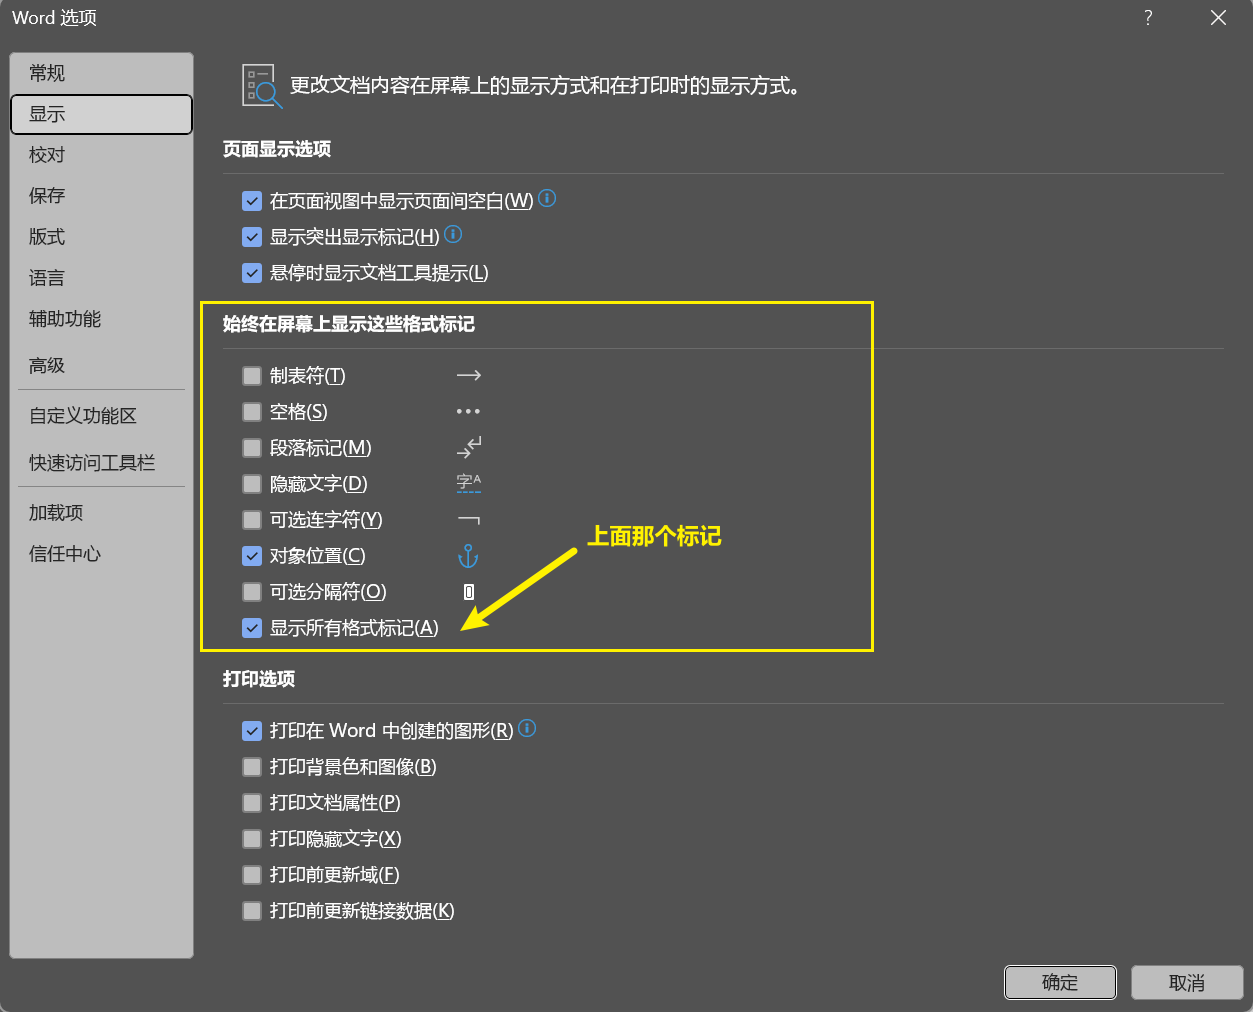 Word 选项
常规
显示
校对
保存
版式
语言
辅助功能
高级
自定义功能区
快速访问工具栏
加载项
信任中心
更改文档内容在屏幕上的显示方式和在打印时的显示方式。
页面显示选项
在页面视图中显示页面间空白(W)
显示突出显示标记(H)
悬停时显示文档工具提示(L)
始终在屏幕上显示这些格式标记
制表符(T)
空格(S)
段落标记(M)
隐藏文字(D) 字A
可选连字符(Y)
对象位置(C)
可选分隔符(O)
显示所有格式标记(A)
上面那个标记
打印选项
打印在 Word 中创建的图形(R)
打印背景色和图像(B)
打印文档属性(P)
打印隐藏文字(X)
打印前更新域(F)
打印前更新链接数据(K)
确定
取消